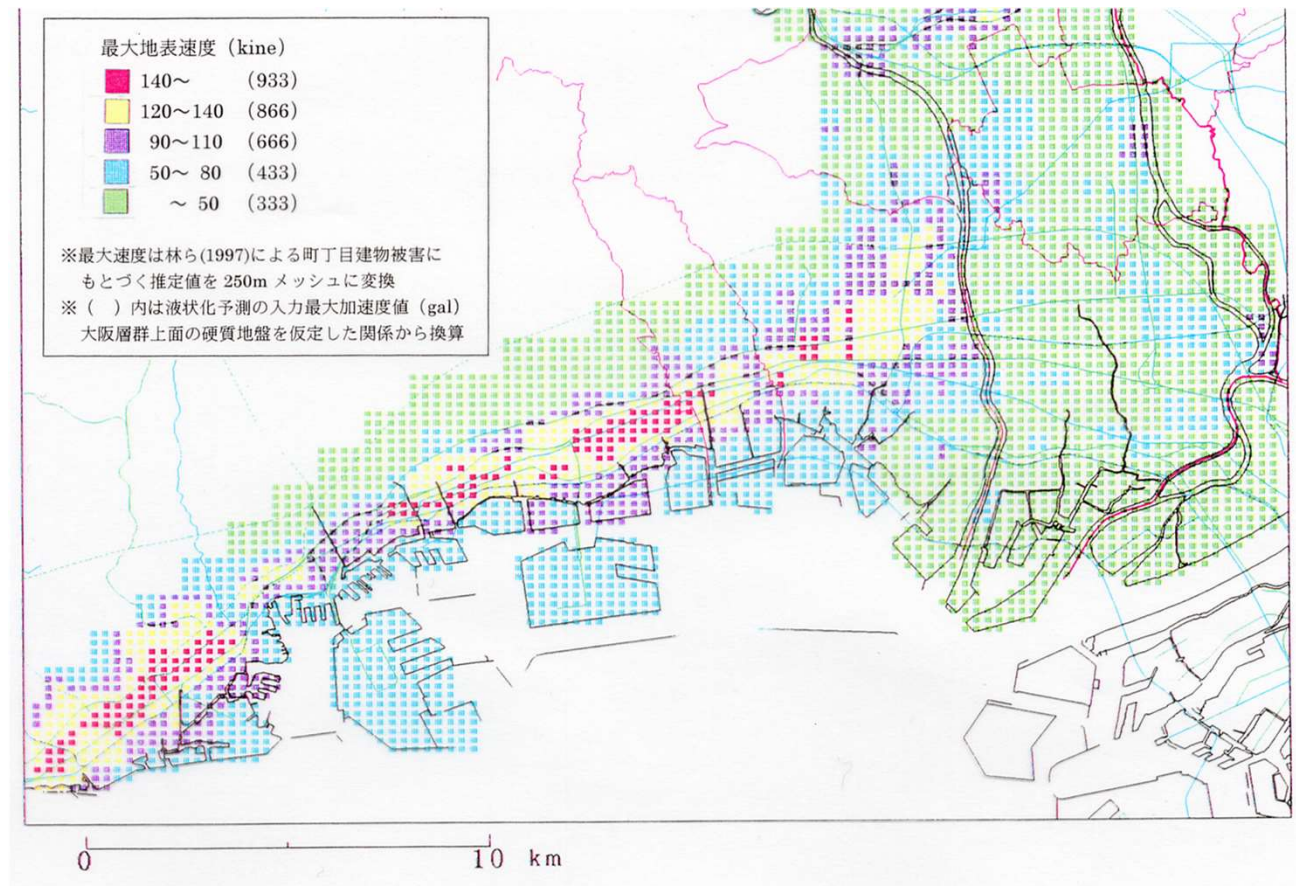 最大地表速度（kine）
140～ （933）
120～140 （866）
90～110 （666）
50～ 80 （433）
～ 50 （333）
※最大速度は林ら(1997)による町丁目建物被害に
もとづく推定値を 250m メッシュに変換
※（ ）内は液状化予測の入力最大加速度値（gal）
大阪層群上面の硬質地盤を仮定した関係から換算
0 10 km